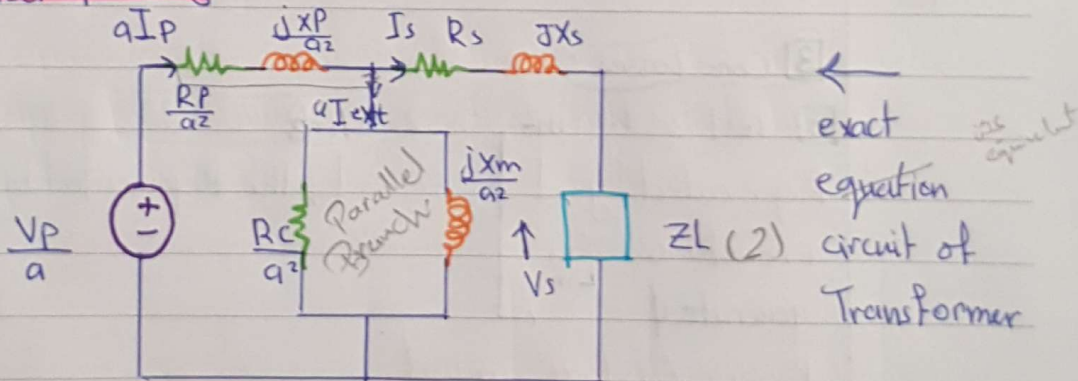 aIp
jXP/a2
Is
Rs
JXs
RP/a2
aIext
jXm/a2
Parallel
Branch
Rc/a2
+
-
VP/a
Vs
ZL (2)
exact
equation
circuit of
Transformer